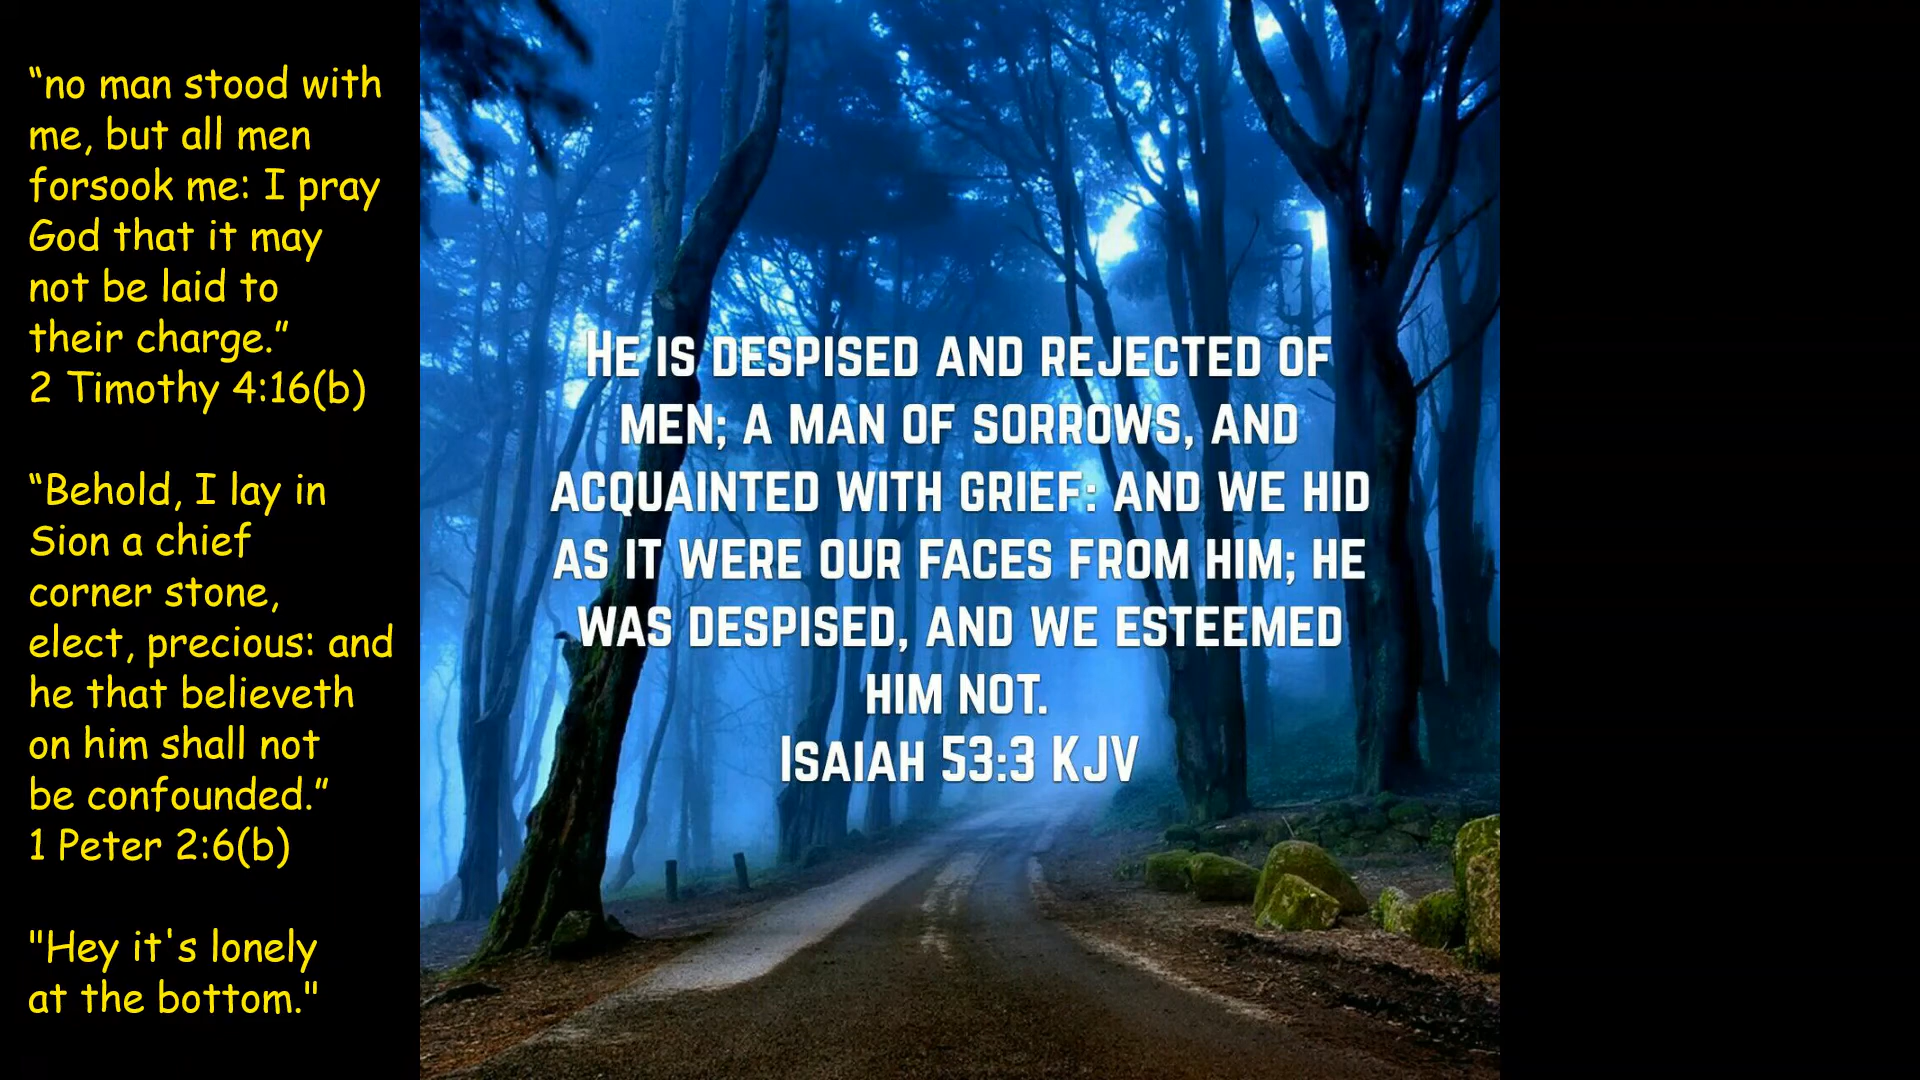 “no man stood with
me, but all men
forsook me: I pray
God that it may
not be laid to
their charge.”
2 Timothy 4:16(b)
“Behold, I lay in
Sion a chief
corner stone,
elect, precious: and
he that believeth
on him shall not
be confounded.”
1 Peter 2:6(b)
"Hey it's lonely
at the bottom."
He is despised and rejected of
men; a man of sorrows, and
acquainted with grief: and we hid
as it were our faces from him; he
was despised, and we esteemed
him not.
Isaiah 53:3 KJV